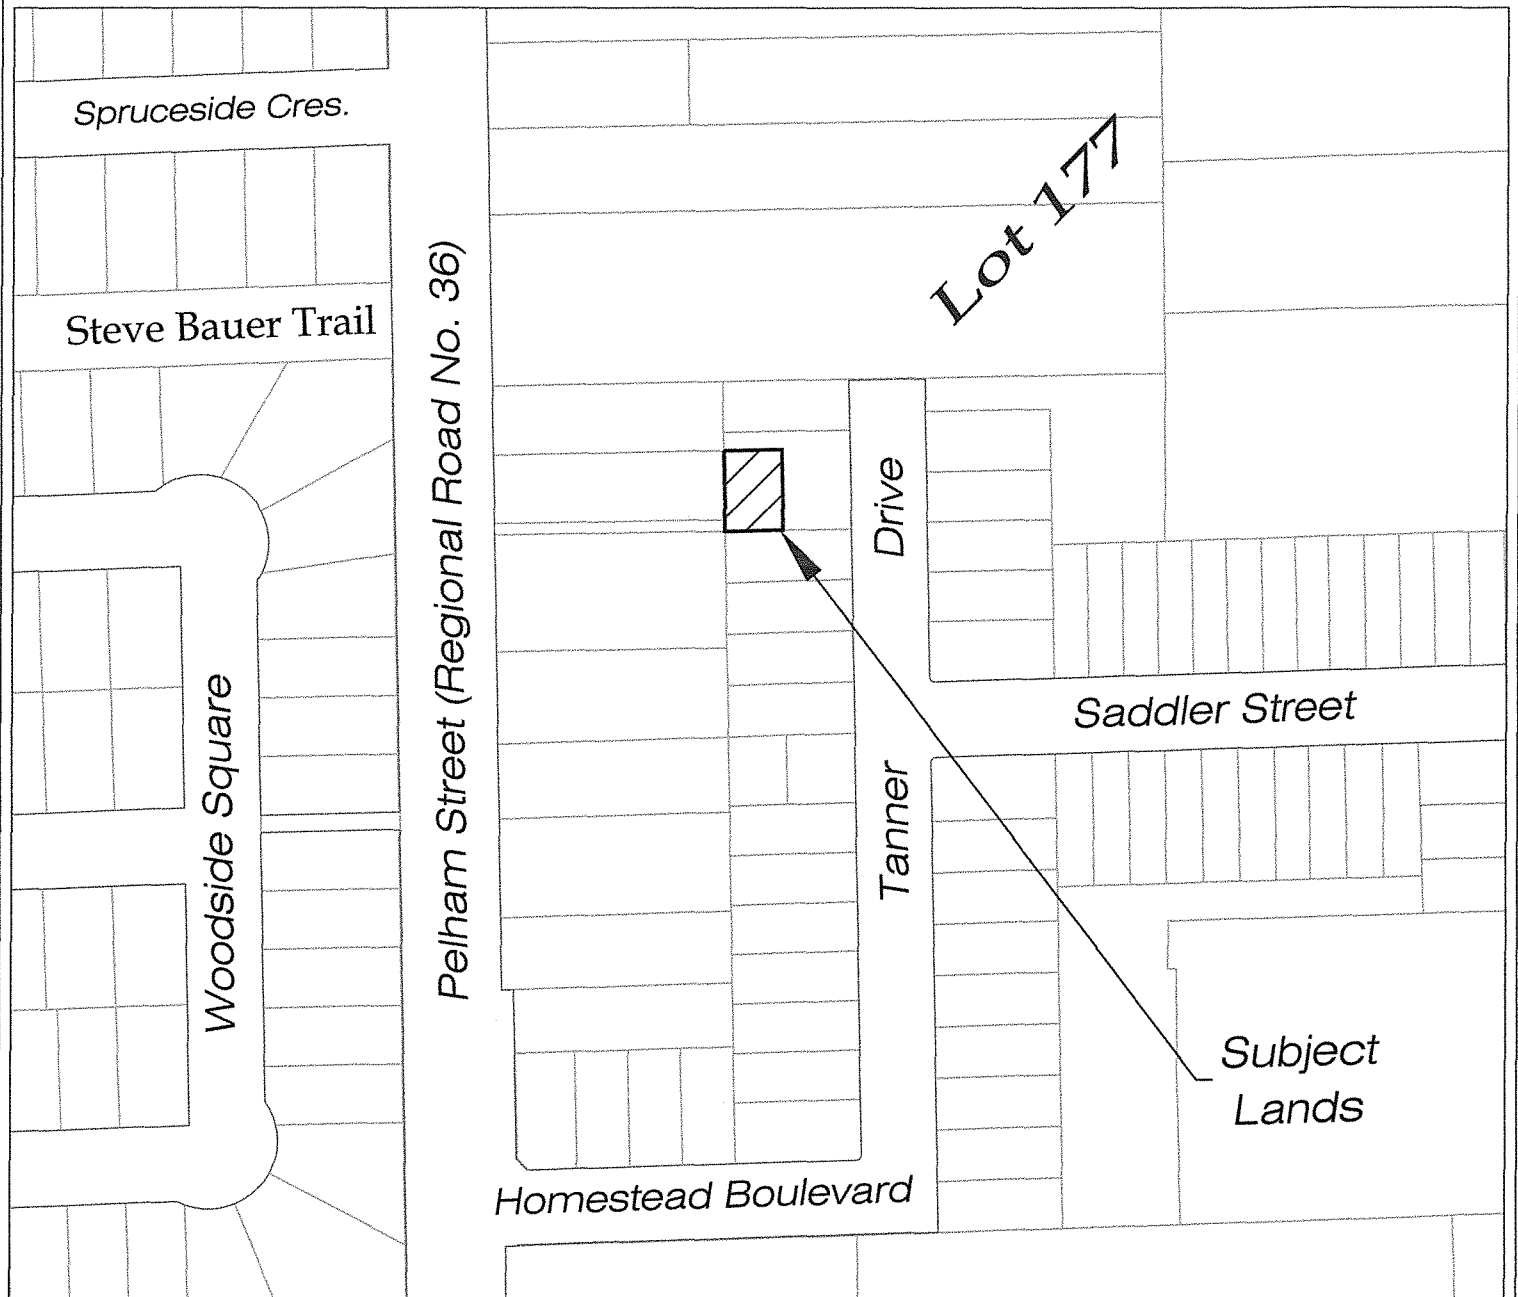 Spruceside Cres.
Lot 177
Steve Bauer Trail
Pelham Street (Regional Road No. 36)
Tanner Drive
Saddler Street
Woodside Square
Subject
Lands
Homestead Boulevard